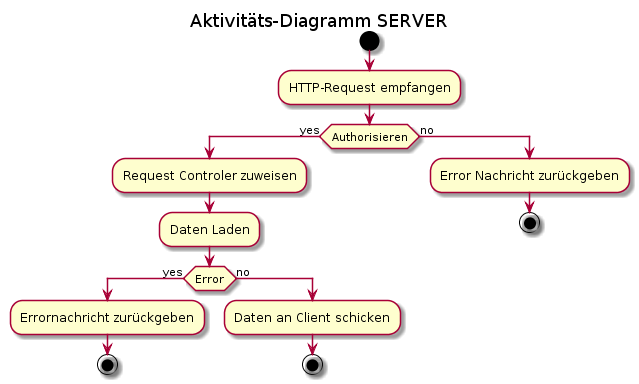 Aktivitäts-Diagramm SERVER
HTTP-Request empfangen
yes
Authorisieren
no
Request Controler zuweisen
Error Nachricht zurückgeben
Daten Laden
yes
Error
no
Errornachricht zurückgeben
Daten an Client schicken